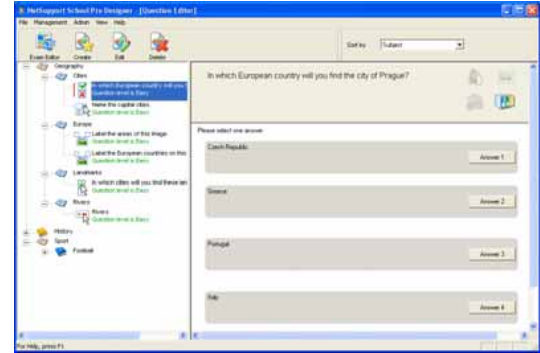 NetSupport School Pro Designer - [Question Editor]
File Management Admin View Help
Exam Editor Create Edit Delete
Sort by Subject
Geography
Cities
In which European country will you f
Question level is Easy
Name the capital cities
Question level is Easy
Europe
Label the areas of this image
Question level is Easy
Label the European countries on this
Question level is Easy
Landmarks
In which cities will you find these lan
Question level is Easy
Rivers
Rivers
Question level is Easy
History
Sport
Football
In which European country will you find the city of Prague?
Please select one answer
Czech Republic
Answer 1
Greece
Answer 2
Portugal
Answer 3
Italy
Answer 4
For Help, press F1